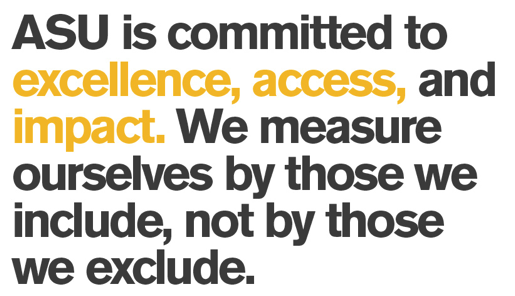 ASU is committed to
excellence, access, and
impact. We measure
ourselves by those we
include, not by those
we exclude.